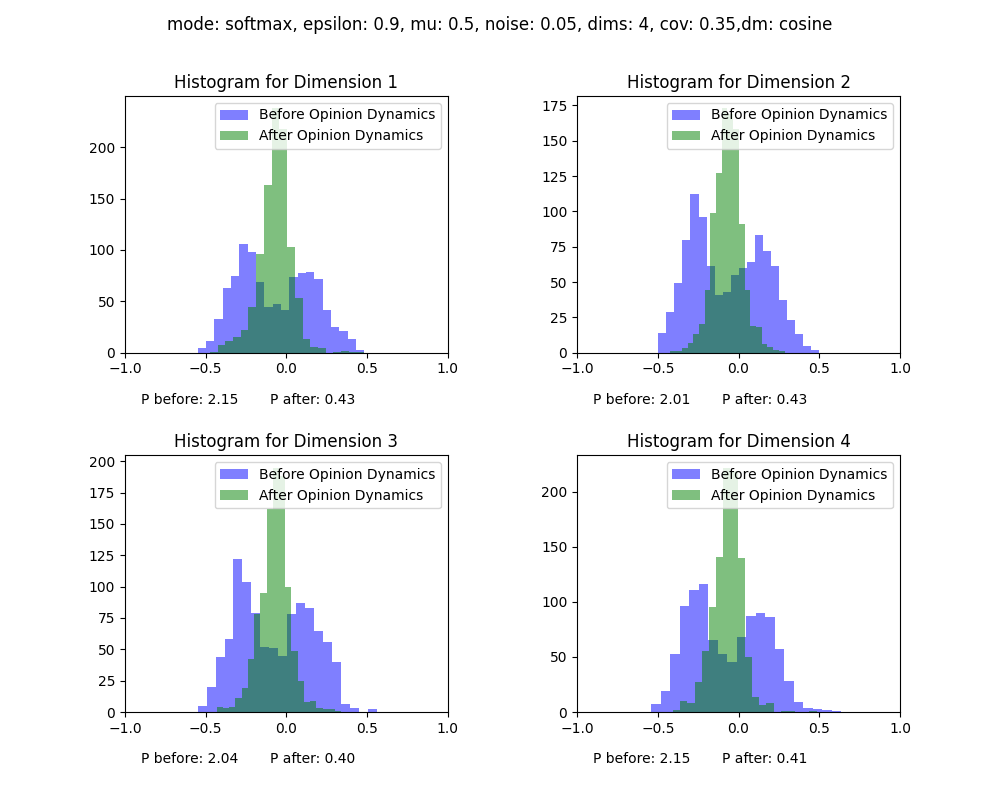 mode: softmax, epsilon: 0.9, mu: 0.5, noise: 0.05, dims: 4, cov: 0.35,dm: cosine
Histogram for Dimension 1
Before Opinion Dynamics
After Opinion Dynamics
200
150
100
50
0
−1.0 −0.5 0.0 0.5 1.0
P before: 2.15 P after: 0.43
Histogram for Dimension 2
Before Opinion Dynamics
After Opinion Dynamics
175
150
125
100
75
50
25
0
−1.0 −0.5 0.0 0.5 1.0
P before: 2.01 P after: 0.43
Histogram for Dimension 3
Before Opinion Dynamics
After Opinion Dynamics
200
175
150
125
100
75
50
25
0
−1.0 −0.5 0.0 0.5 1.0
P before: 2.04 P after: 0.40
Histogram for Dimension 4
Before Opinion Dynamics
After Opinion Dynamics
200
150
100
50
0
−1.0 −0.5 0.0 0.5 1.0
P before: 2.15 P after: 0.41